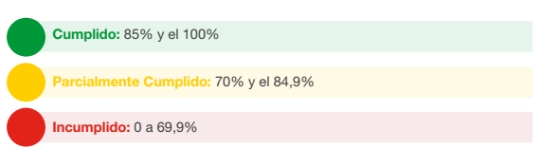 Cumplido: 85% y el 100%
Parcialmente Cumplido: 70% y el 84,9%
Incumplido: 0 a 69,9%